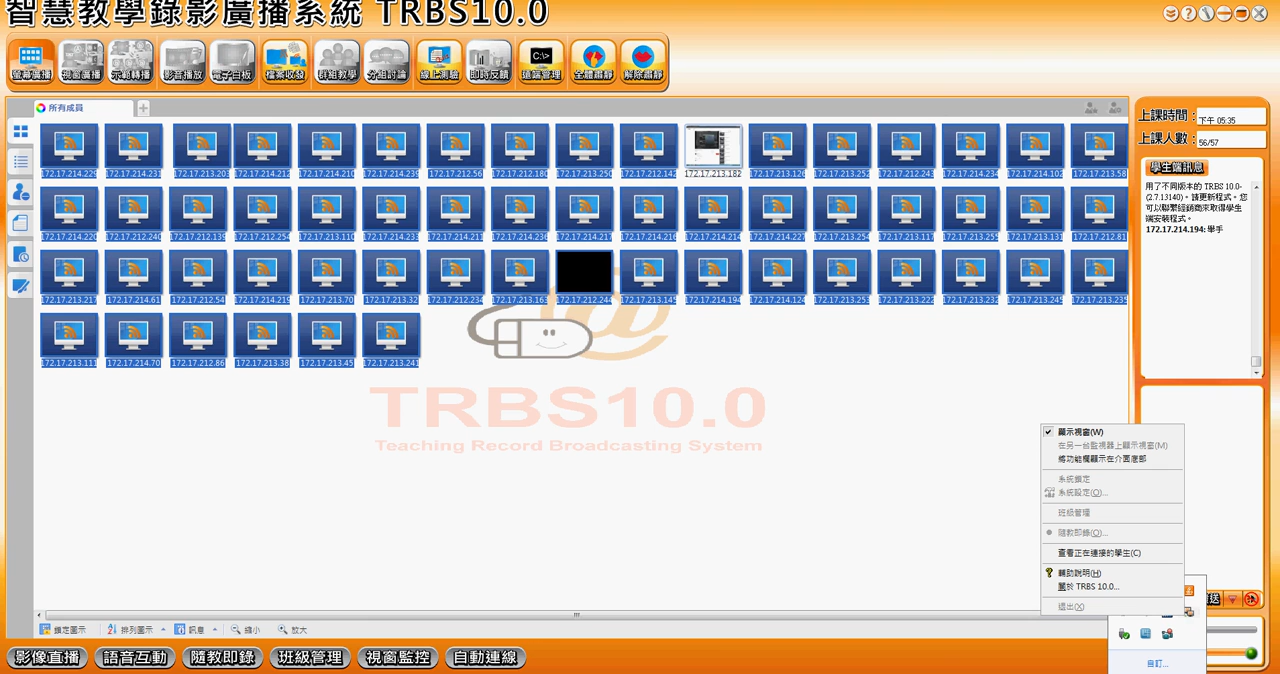 智慧教學錄影廣播系統 TRBS10.0
螢幕廣播 視窗廣播 示範轉播 影音播放 電子白板 檔案收發 群組教學 分組討論 線上測驗 即時反饋 遠端管理 全體肅靜 解除肅靜
所有成員
上課時間：下午 05:35
上課人數：56/57
學生端訊息
用了不同版本的 TRBS 10.0-
(2.7.13140)。請更新程式。您
可以聯繫經銷商來取得學生
端安裝程式。
172.17.214.194: 舉手
172.17.214.229 172.17.214.231 172.17.213.203 172.17.214.212 172.17.214.210 172.17.214.239 172.17.212.56 172.17.212.180 172.17.213.250 172.17.212.142 172.17.213.182 172.17.213.126 172.17.213.252 172.17.212.243 172.17.214.234 172.17.214.102 172.17.213.58
172.17.214.220 172.17.212.240 172.17.212.139 172.17.212.254 172.17.213.110 172.17.214.233 172.17.214.211 172.17.214.236 172.17.214.217 172.17.214.216 172.17.214.214 172.17.214.227 172.17.213.254 172.17.213.117 172.17.213.255 172.17.213.131 172.17.212.81
172.17.213.217 172.17.214.61 172.17.212.54 172.17.214.219 172.17.213.70 172.17.213.32 172.17.212.234 172.17.213.163 172.17.212.244 172.17.213.145 172.17.214.194 172.17.214.124 172.17.213.253 172.17.213.222 172.17.213.232 172.17.213.245 172.17.213.235
172.17.213.111 172.17.214.70 172.17.212.86 172.17.213.38 172.17.213.45 172.17.213.241
TRBS10.0
Teaching Record Broadcasting System
顯示視窗(W)
在另一台監視器上顯示視窗(M)
將功能欄顯示在介面底部
系統鎖定
系統設定(O)...
班級管理
隨教即錄(O)...
查看正在連接的學生(C)
輔助說明(H)
關於 TRBS 10.0...
退出(X)
送
自訂...
鎖定圖示 排列圖示 訊息 縮小 放大
影像直播 語音互動 隨教即錄 班級管理 視窗監控 自動連線